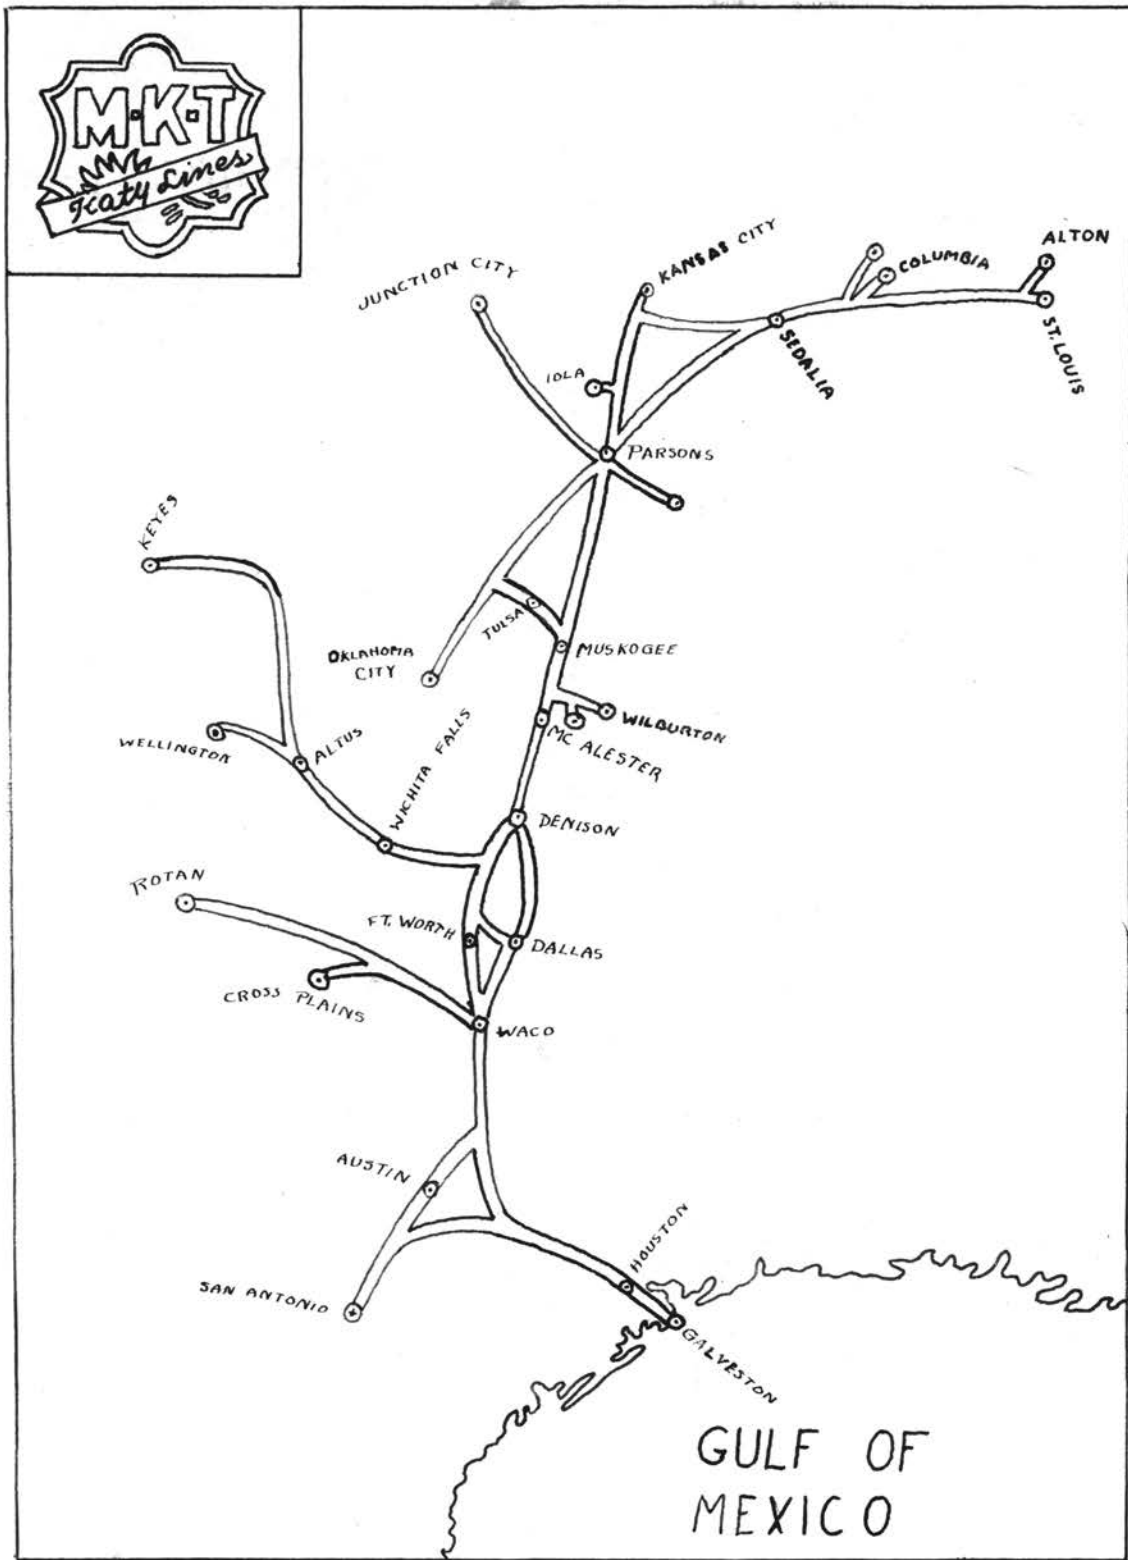 M·K·T
Katy Lines
JUNCTION CITY
KANSAS CITY
COLUMBIA
ALTON
ST. LOUIS
SEDALIA
IOLA
PARSONS
KEYES
TULSA
OKLAHOMA
CITY
MUSKOGEE
WILBURTON
MC ALESTER
WELLINGTON
ALTUS
WICHITA FALLS
DENISON
ROTAN
FT. WORTH
DALLAS
CROSS PLAINS
WACO
AUSTIN
HOUSTON
SAN ANTONIO
GALVESTON
GULF OF
MEXICO